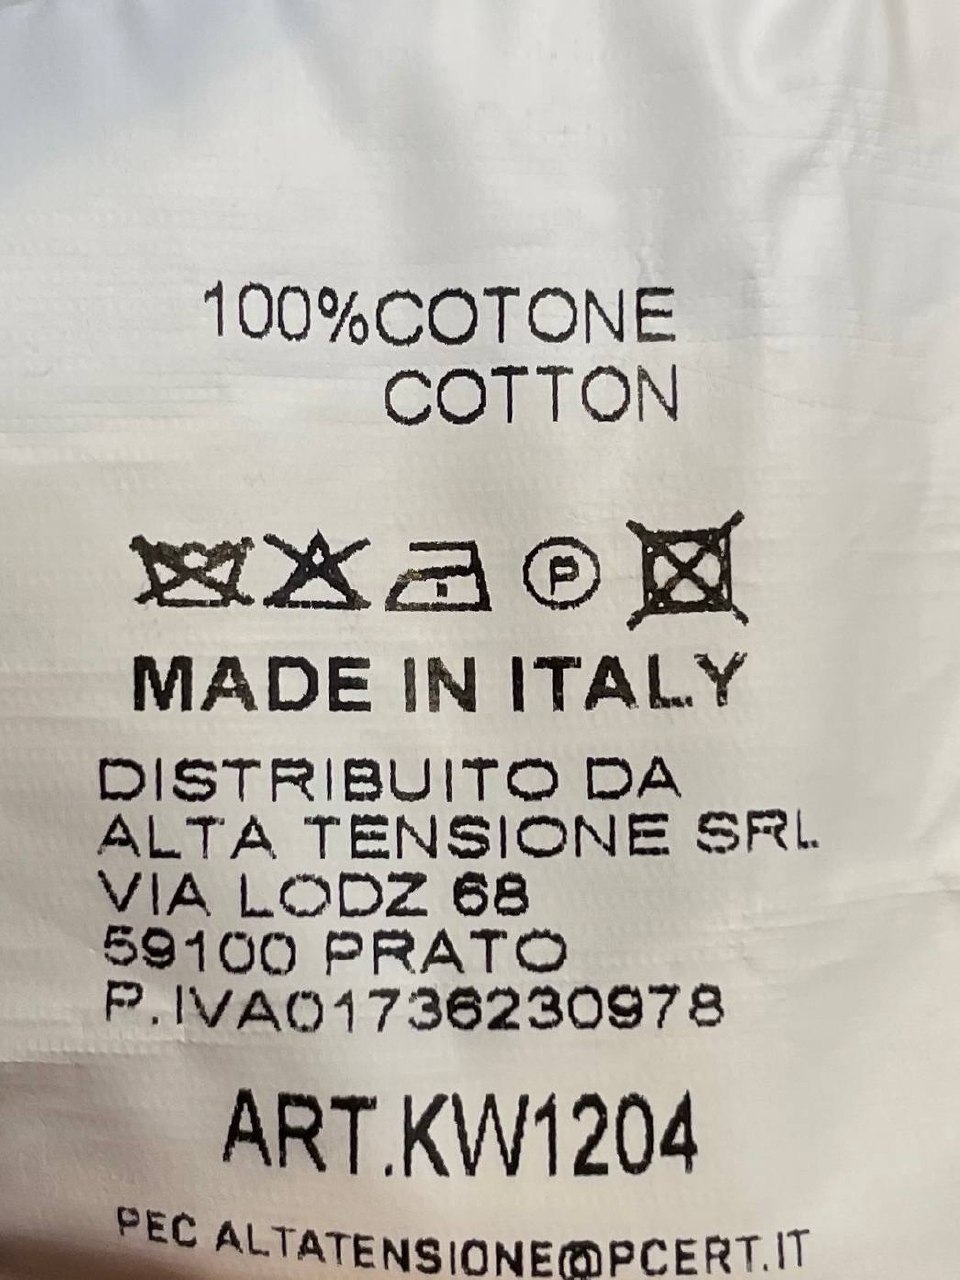 100%COTONE
COTTON
P
MADE IN ITALY
DISTRIBUITO DA
ALTA TENSIONE SRL
VIA LODZ 68
59100 PRATO
P.IVA01736230978
ART.KW1204
PEC ALTATENSIONE@PCERT.IT